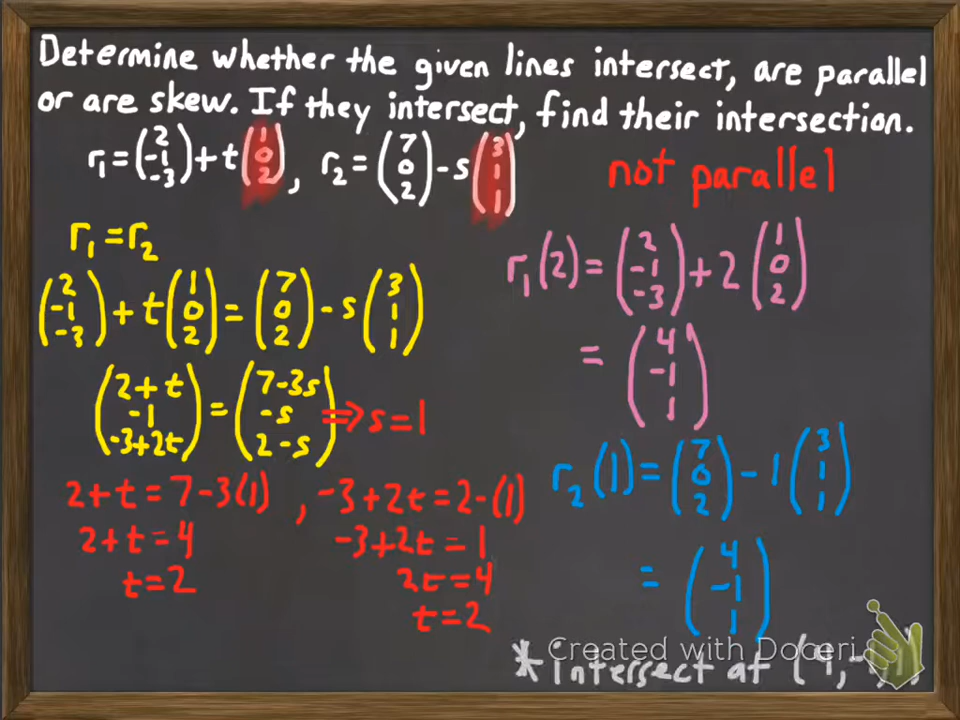 Determine whether the given lines intersect, are parallel
or are skew. If they intersect, find their intersection.
r₁ = (2 -1 -3) + t (1 0 2), r₂ = (7 0 2) - s (3 1 1)
not parallel
r₁ = r₂
(2 -1 -3) + t (1 0 2) = (7 0 2) - s (3 1 1)
(2+t -1 -3+2t) = (7-3s -s 2-s) ⇒ s = 1
2+t = 7-3(1), -3+2t = 2-(1)
2+t = 4
t = 2
-3+2t = 1
2t = 4
t = 2
r₁(2) = (2 -1 -3) + 2 (1 0 2)
= (4 -1 1)
r₂(1) = (7 0 2) - 1 (3 1 1)
= (4 -1 1)
Created with Doceri
* intersect at